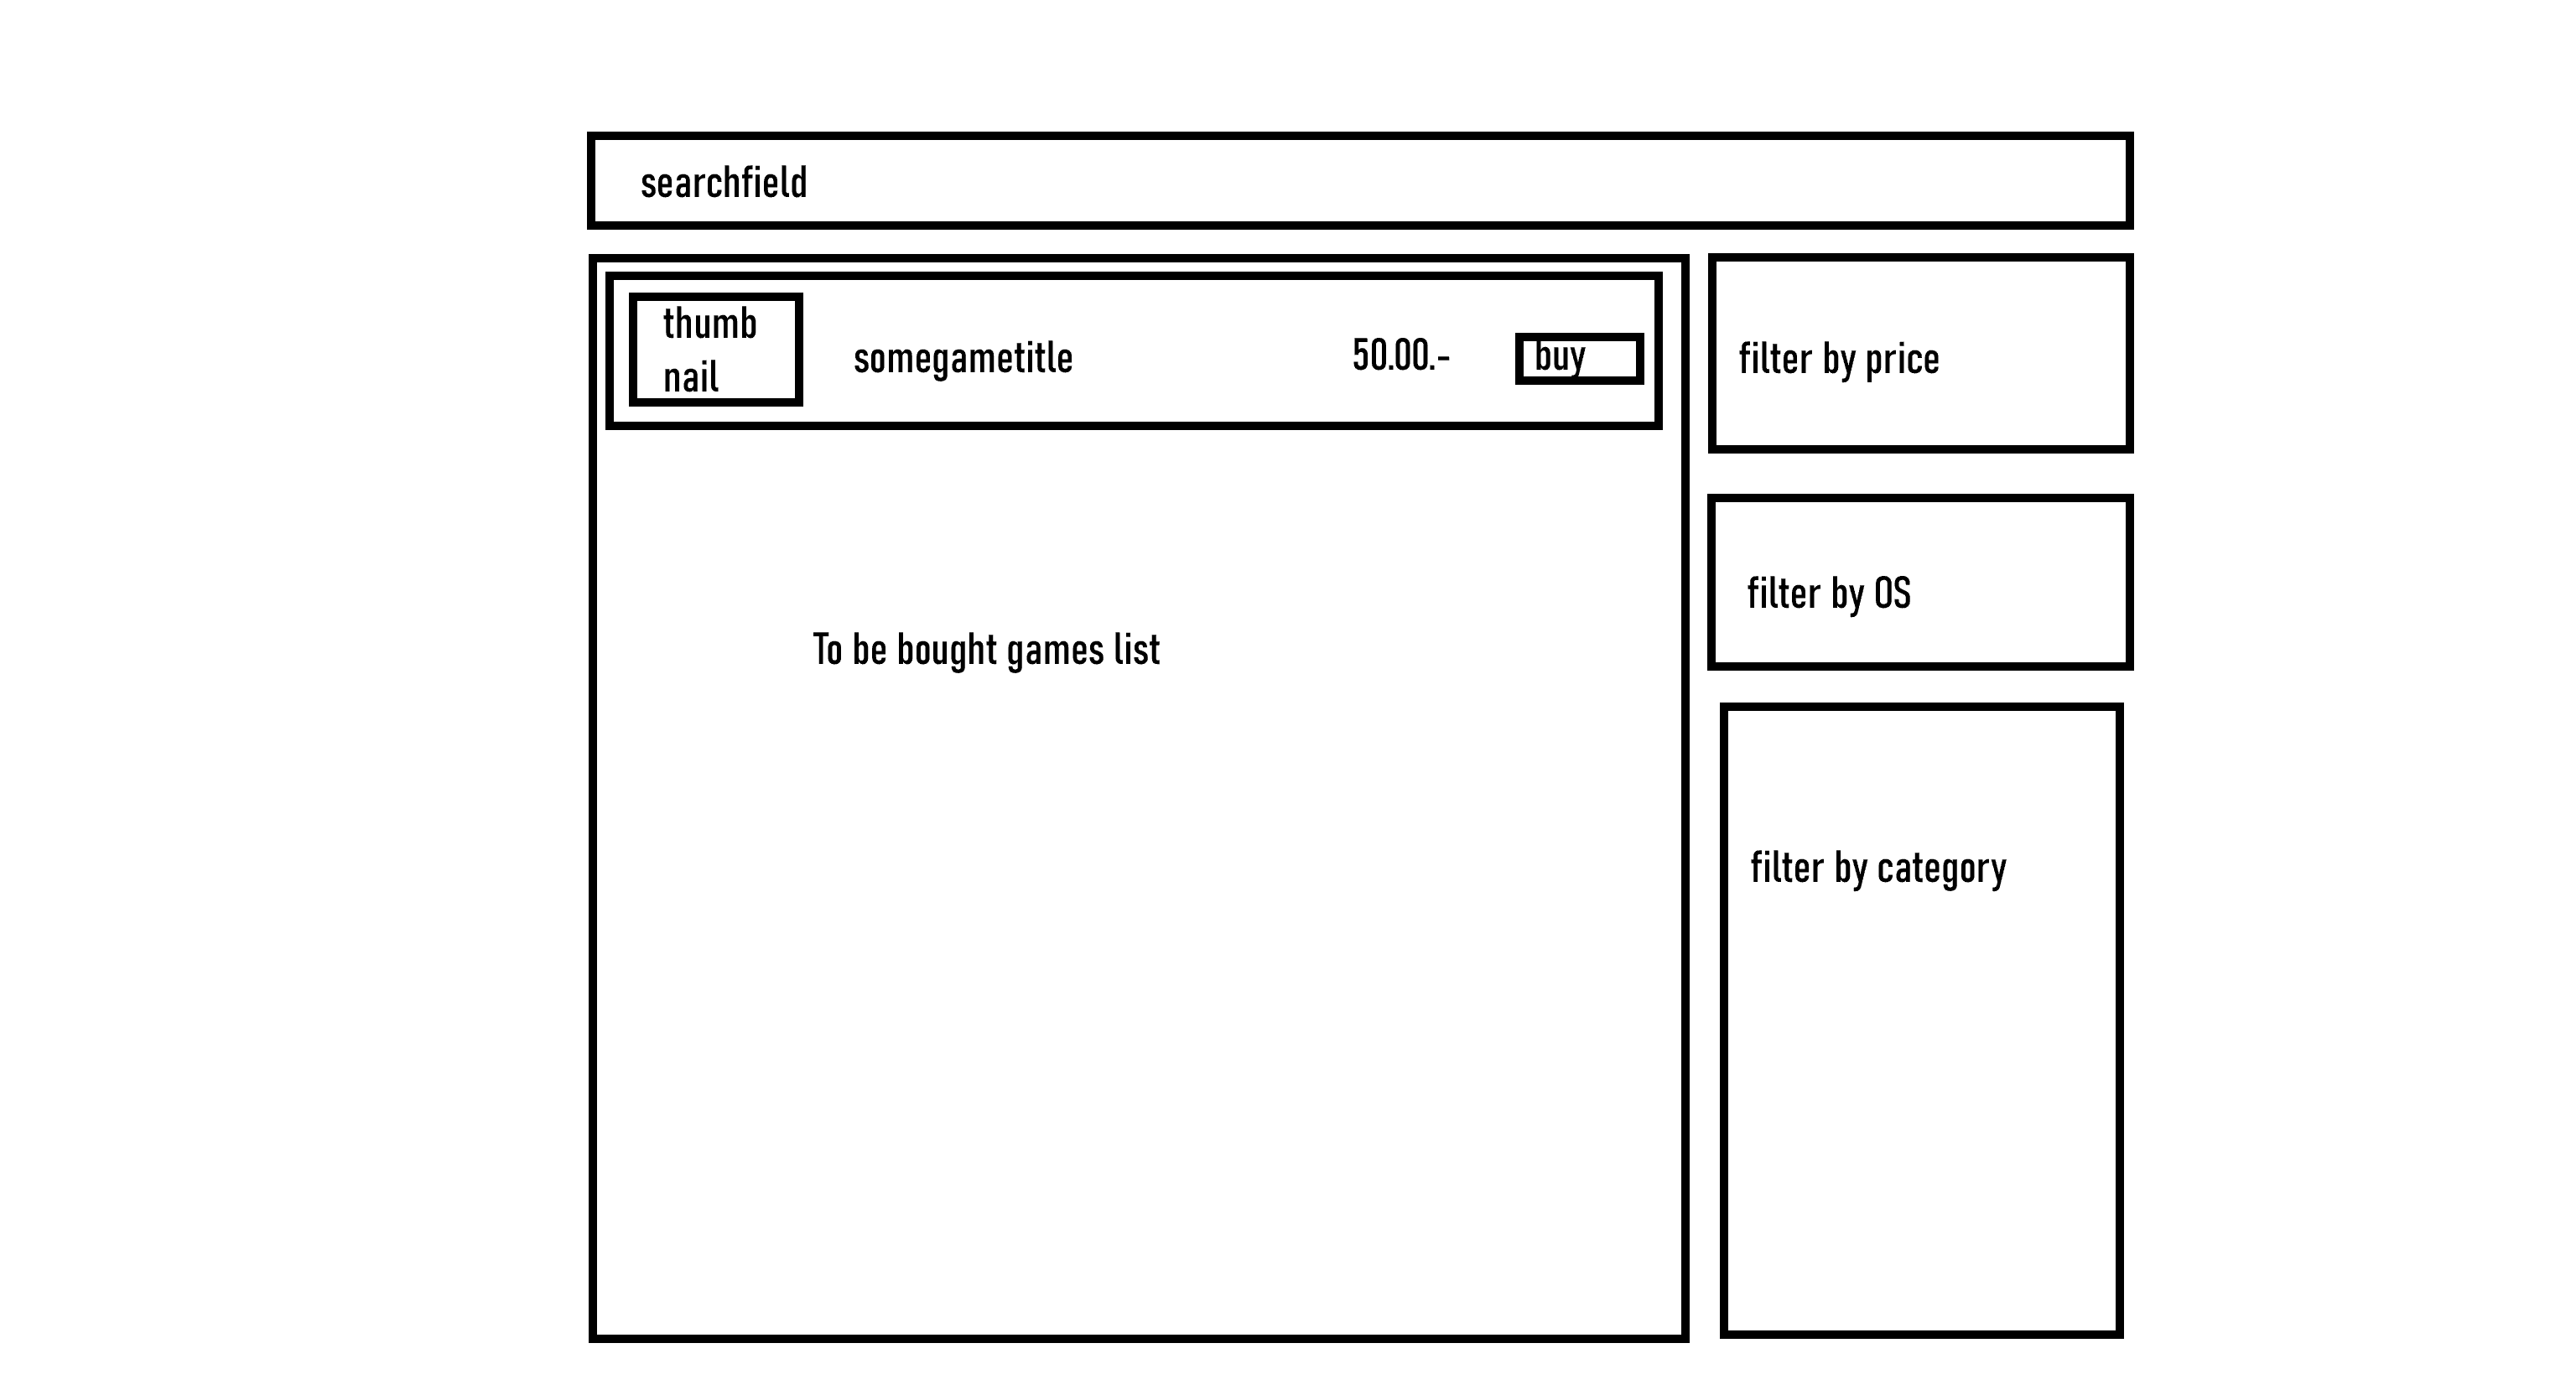 searchfield
thumb
nail
somegametitle
50.00.-
buy
filter by price
filter by OS
To be bought games list
filter by category